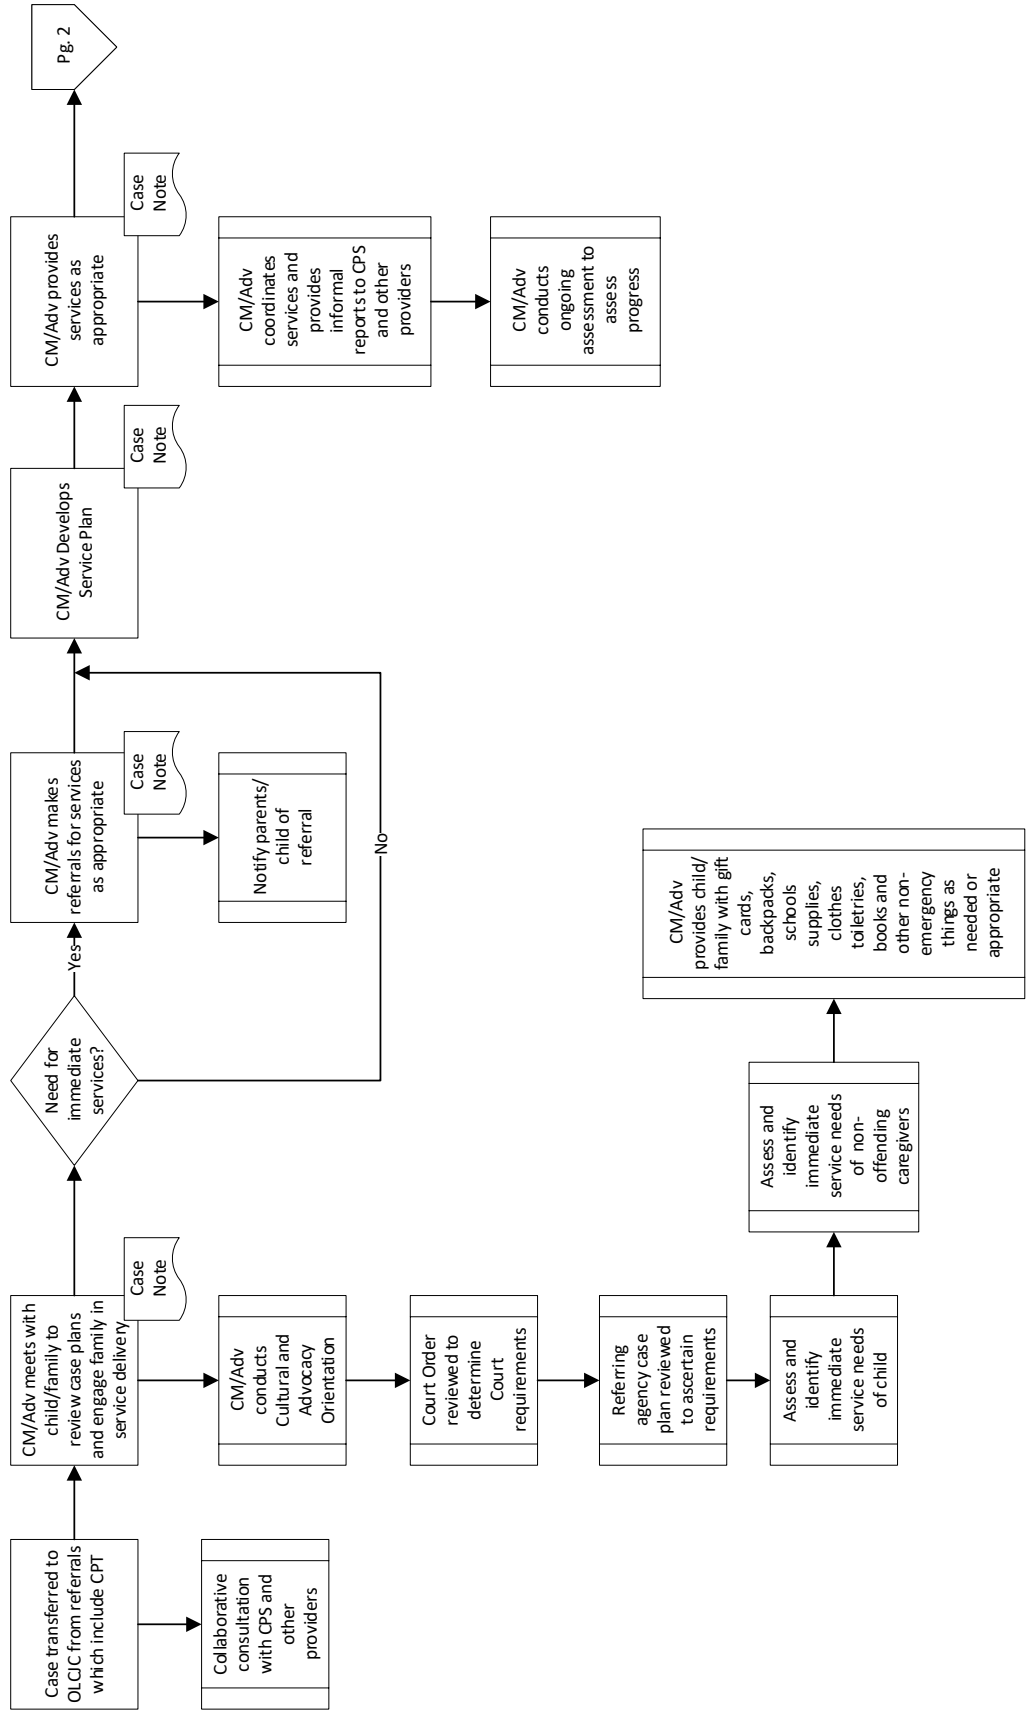 Case transferred to
OLCJC from referrals
which include CPT
Collaborative
consultation
with CPS and
other
providers
CM/Adv meets with
child/family to
review case plans
and engage family in
service delivery
Case
Note
CM/Adv
conducts
Cultural and
Advocacy
Orientation
Court Order
reviewed to
determine
Court
requirements
Referring
agency case
plan reviewed
to ascertain
requirements
Assess and
identify
immediate
service needs
of child
Assess and
identify
immediate
service needs
of non-
offending
caregivers
CM/Adv
provides child/
family with gift
cards,
backpacks,
schools
supplies,
clothes
toiletries,
books and
other non-
emergency
things as
needed or
appropriate
Need for
immediate
services?
Yes
No
CM/Adv makes
referrals for services
as appropriate
Case
Note
Notify parents/
child of
referral
CM/Adv Develops
Service Plan
Case
Note
CM/Adv provides
services as
appropriate
Case
Note
CM/Adv
coordinates
services and
provides
informal
reports to CPS
and other
providers
CM/Adv
conducts
ongoing
assessment to
assess
progress
Pg. 2